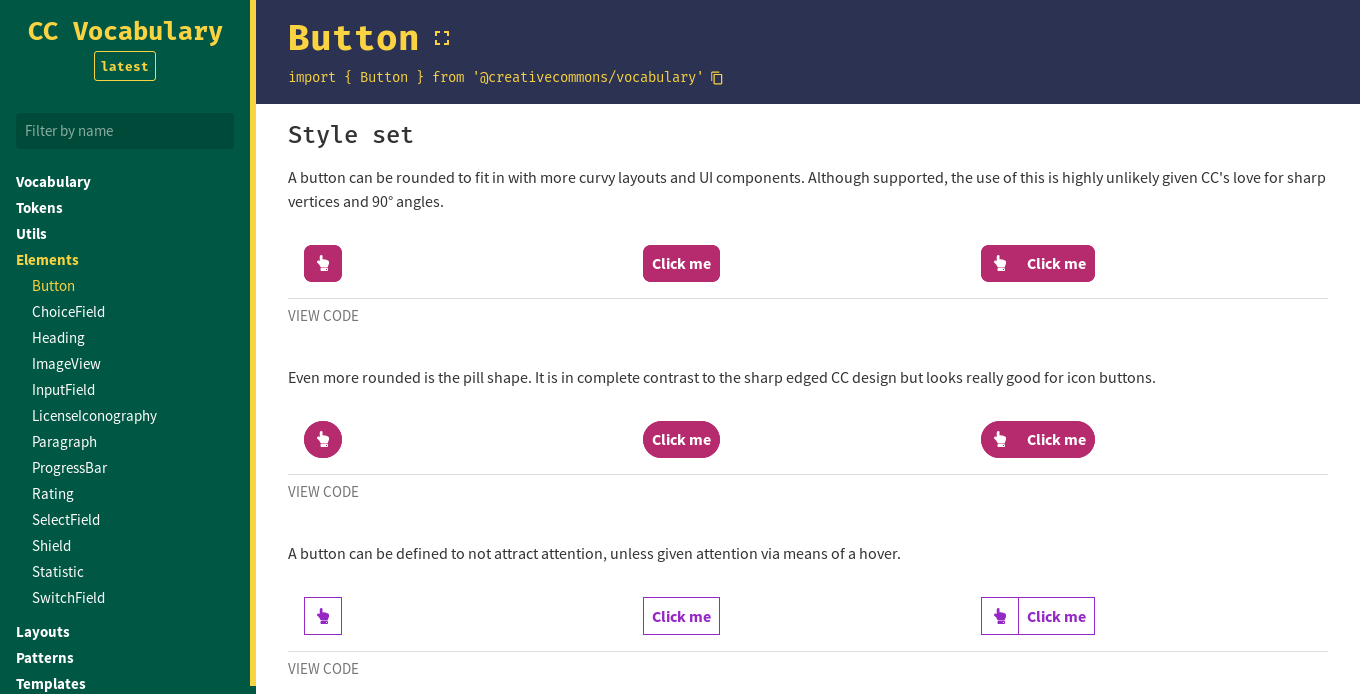 CC Vocabulary
latest
Filter by name
Vocabulary
Tokens
Utils
Elements
Button
ChoiceField
Heading
ImageView
InputField
LicenseIconography
Paragraph
ProgressBar
Rating
SelectField
Shield
Statistic
SwitchField
Layouts
Patterns
Templates
Button
import { Button } from '@creativecommons/vocabulary'
Style set
A button can be rounded to fit in with more curvy layouts and UI components. Although supported, the use of this is highly unlikely given CC's love for sharp
vertices and 90° angles.
Click me
Click me
VIEW CODE
Even more rounded is the pill shape. It is in complete contrast to the sharp edged CC design but looks really good for icon buttons.
Click me
Click me
VIEW CODE
A button can be defined to not attract attention, unless given attention via means of a hover.
Click me
Click me
VIEW CODE